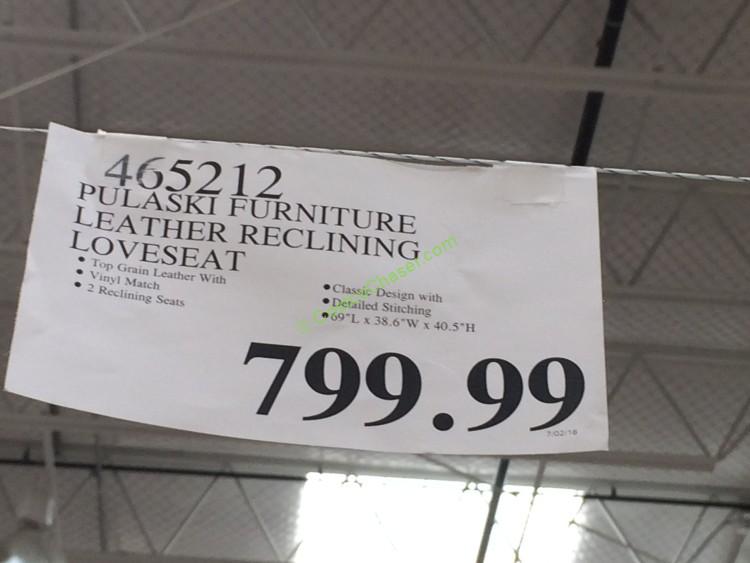 465212
PULASKI FURNITURE
LEATHER RECLINING
LOVESEAT
• Top Grain Leather With
• Vinyl Match
• 2 Reclining Seats
• Classic Design with
• Detailed Stitching
• 69"L x 38.6"W x 40.5"H
799.99
7/02/16